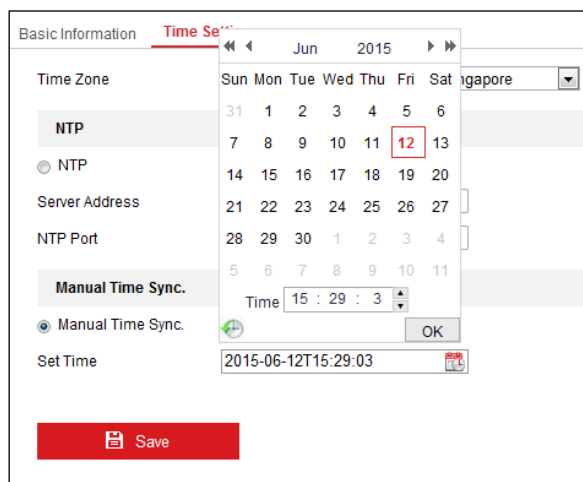 Basic Information Time Se
Jun 2015
Time Zone Sun Mon Tue Wed Thu Fri Sat ngapore
31 1 2 3 4 5 6
NTP
7 8 9 10 11 12 13
NTP
14 15 16 17 18 19 20
Server Address
21 22 23 24 25 26 27
NTP Port
28 29 30 1 2 3 4
5 6 7 8 9 10 11
Manual Time Sync.
Time 15 : 29 : 3
Manual Time Sync.
OK
Set Time 2015-06-12T15:29:03
Save